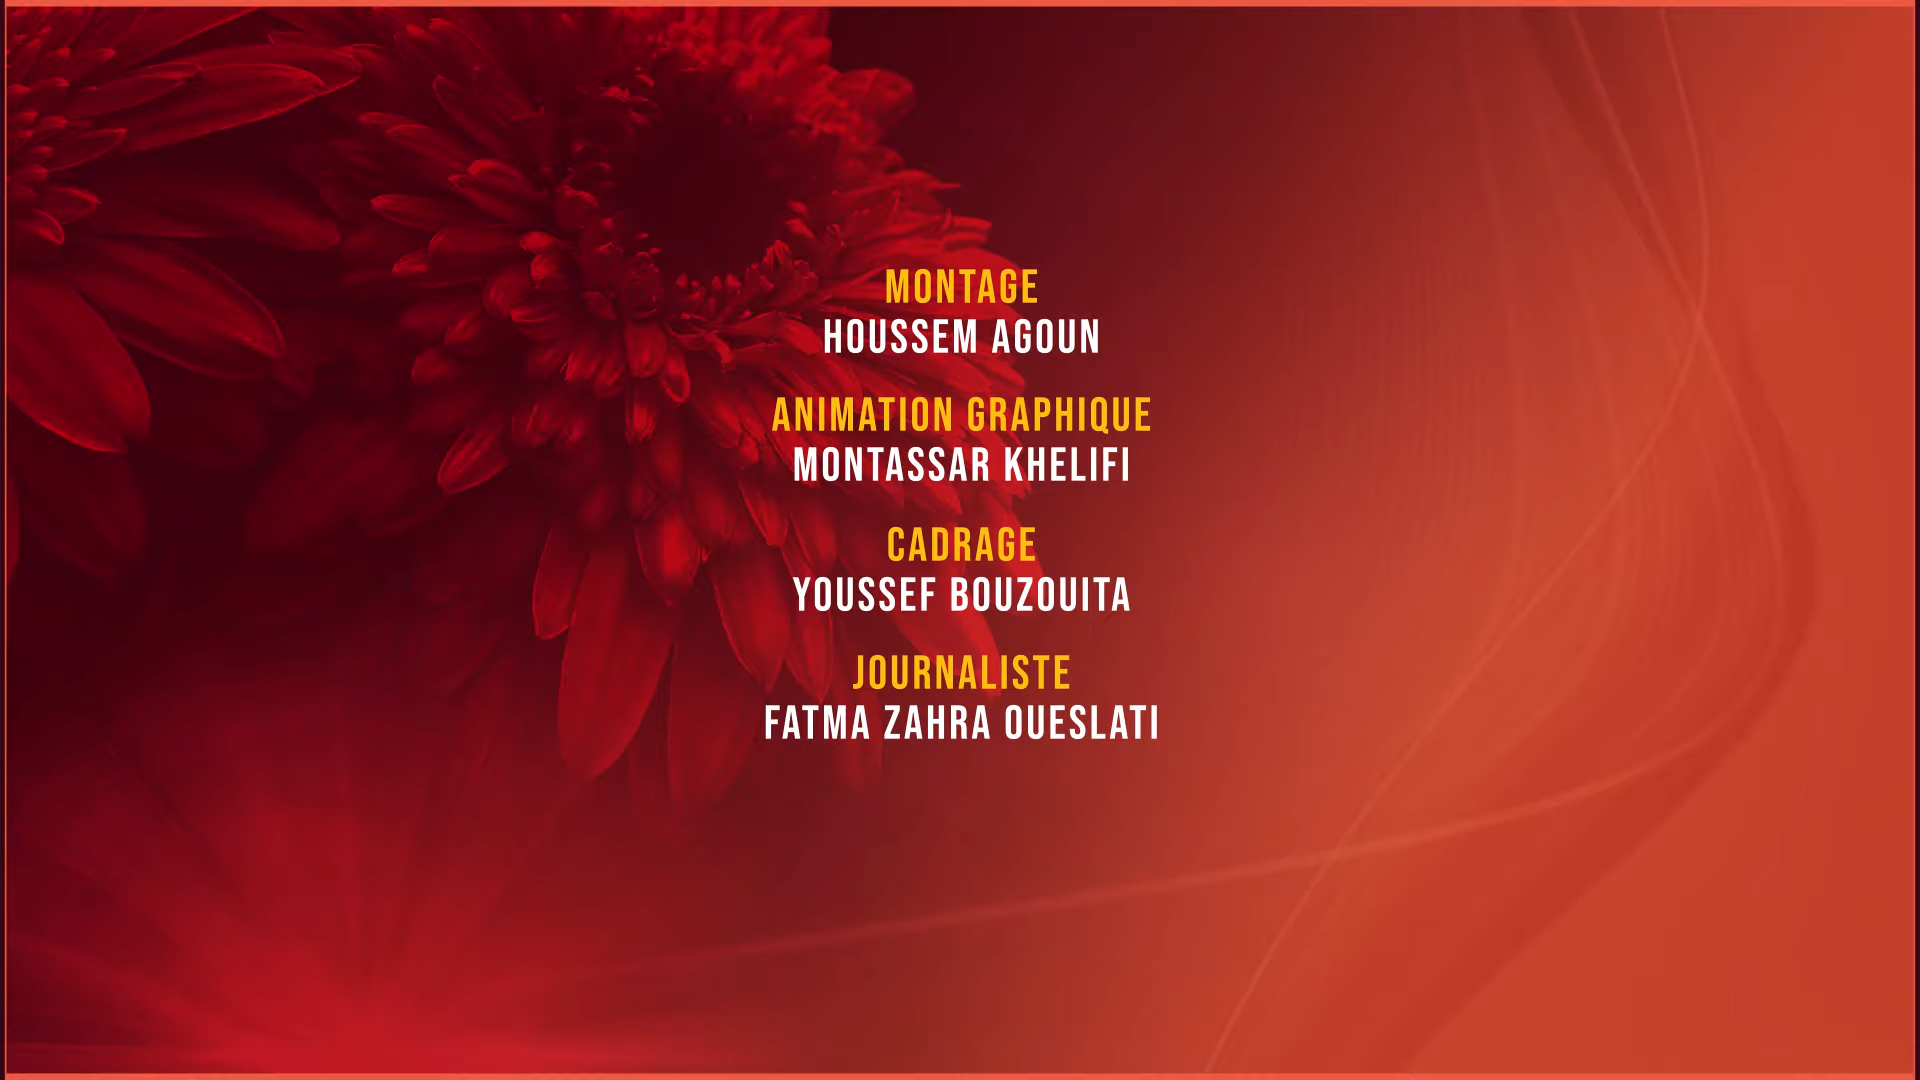 MONTAGE
HOUSSEM AGOUN
ANIMATION GRAPHIQUE
MONTASSAR KHELIFI
CADRAGE
YOUSSEF BOUZOUITA
JOURNALISTE
FATMA ZAHRA OUESLATI